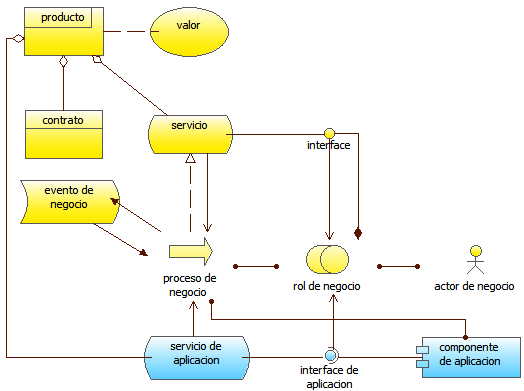 producto
valor
contrato
servicio
interface
evento de
negocio
proceso de
negocio
rol de negocio
actor de negocio
servicio de
aplicacion
interface de
aplicacion
componente
de aplicacion